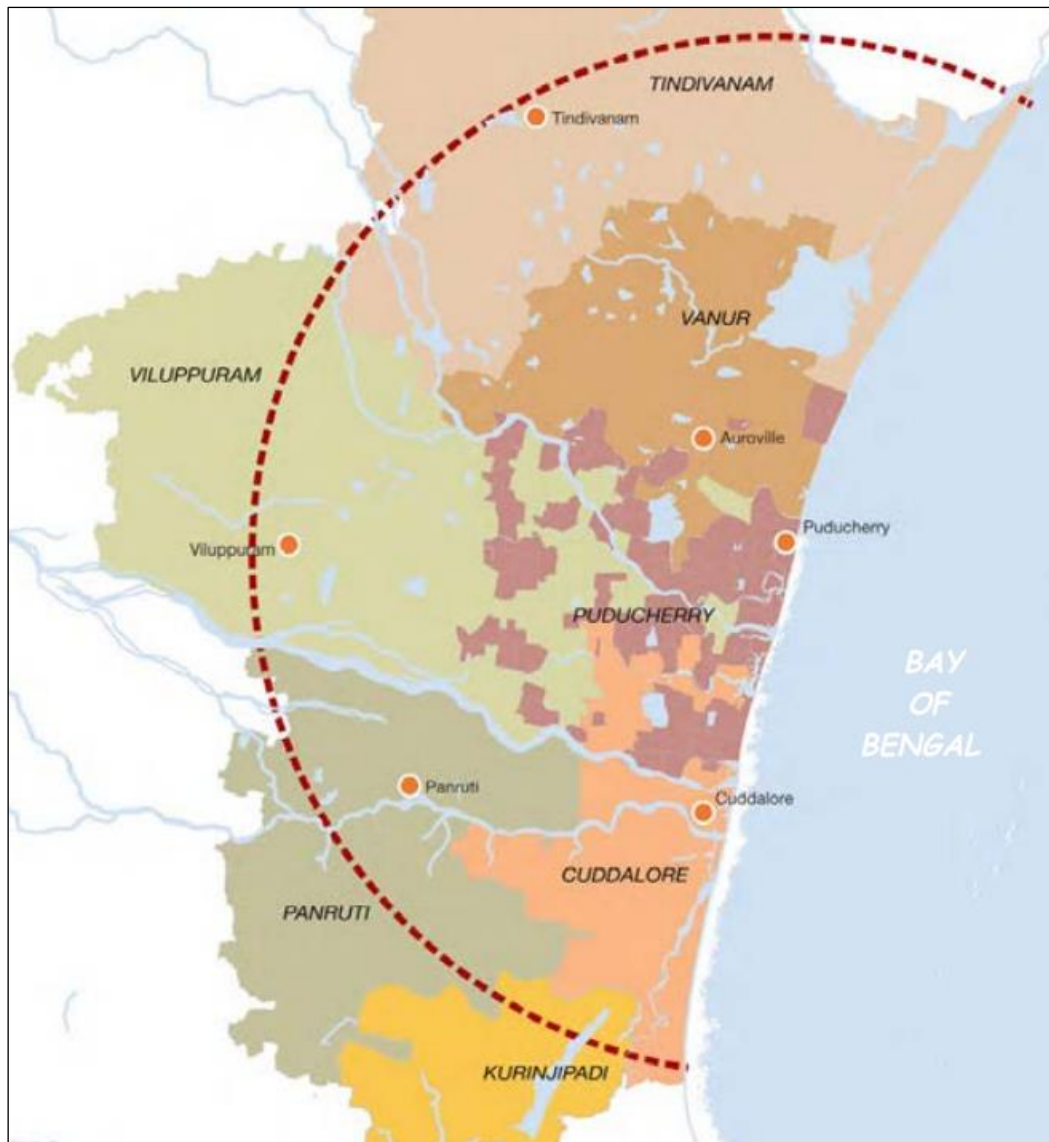 TINDIVANAM
Tindivanam
VANUR
VILUPPURAM
Auroville
Puducherry
Viluppuram
PUDUCHERRY
BAY
OF
BENGAL
Panruti
Cuddalore
CUDDALORE
PANRUTI
KURINJIPADI